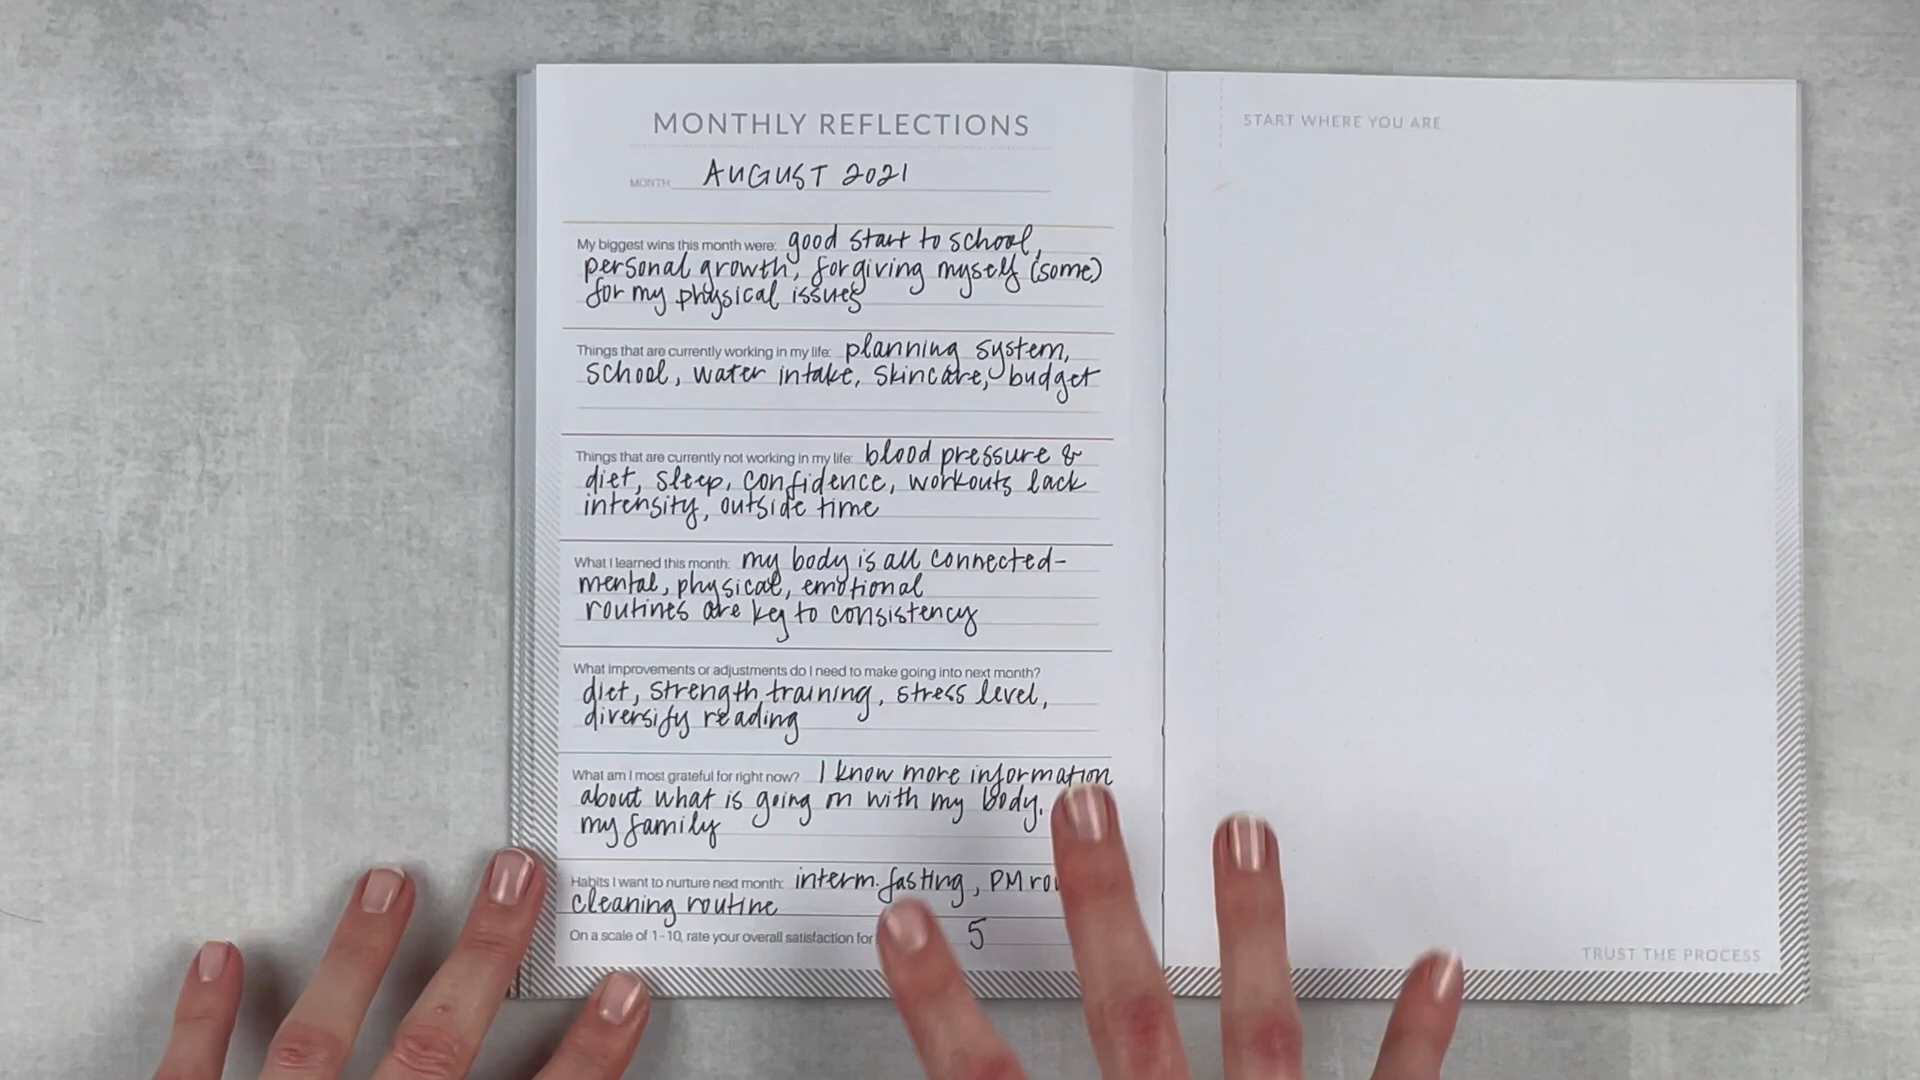 MONTHLY REFLECTIONS
MONTH AUGUST 2021
My biggest wins this month were: good start to school,
personal growth, forgiving myself (some)
for my physical issues
Things that are currently working in my life: planning system,
school, water intake, skincare, budget
Things that are currently not working in my life: blood pressure &
diet, sleep, confidence, workouts lack
intensity, outside time
What I learned this month: my body is all connected-
mental, physical, emotional
routines are key to consistency
What improvements or adjustments do I need to make going into next month?
diet, strength training, stress level,
diversify reading
What am I most grateful for right now? I know more information
about what is going on with my body.
my family
Habits I want to nurture next month: interm. fasting, PM
cleaning routine
On a scale of 1-10, rate your overall satisfaction for 5
START WHERE YOU ARE
TRUST THE PROCESS